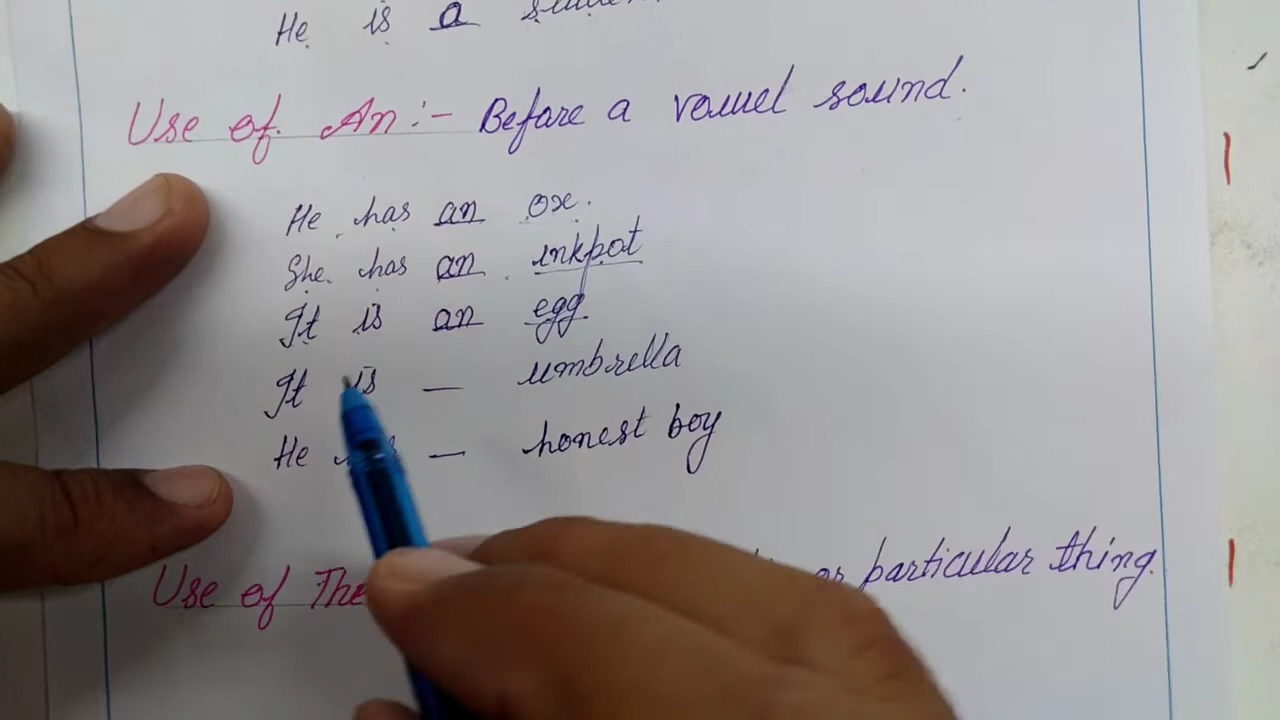 He is a
Use of An :- Before a vowel sound.
He has an ox.
She has an inkpot
It is an egg.
It is — umbrella
He — honest boy
Use of The or particular thing.